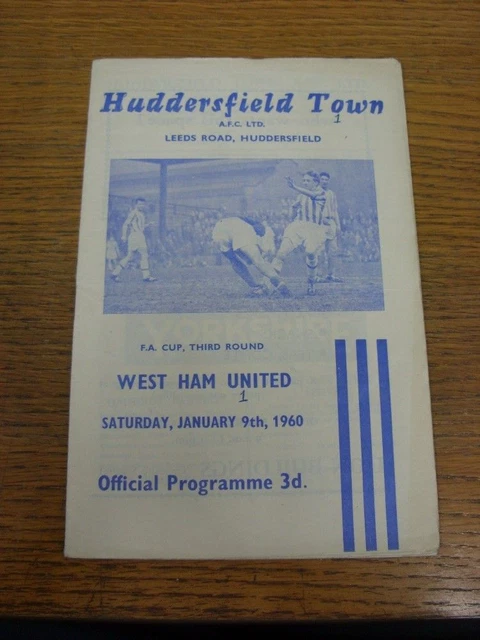 Huddersfield Town
1
A.F.C. LTD.
LEEDS ROAD, HUDDERSFIELD
F.A. CUP, THIRD ROUND
WEST HAM UNITED
1
SATURDAY, JANUARY 9th, 1960
Official Programme 3d.